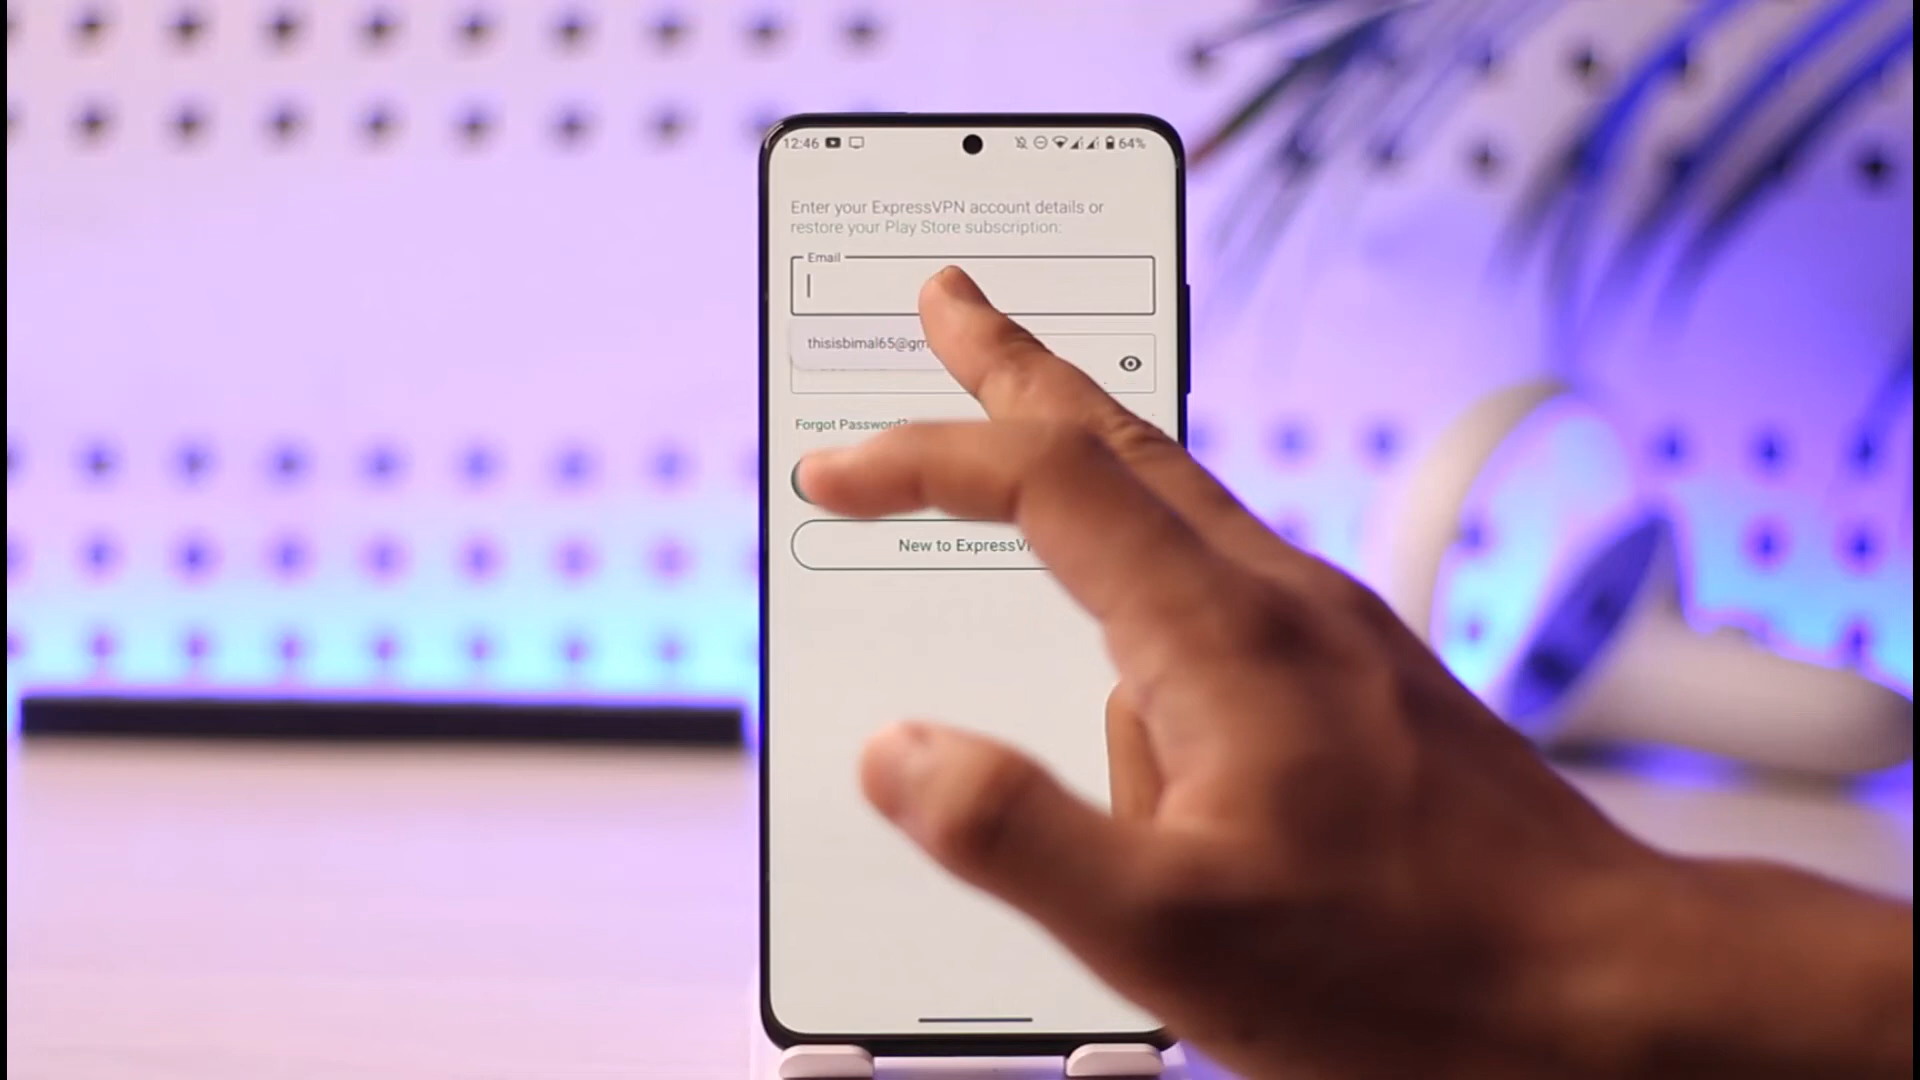 12:46 64%
Enter your ExpressVPN account details or
restore your Play Store subscription:
Email
thisisbimal65@gm
Forgot Password?
New to ExpressV